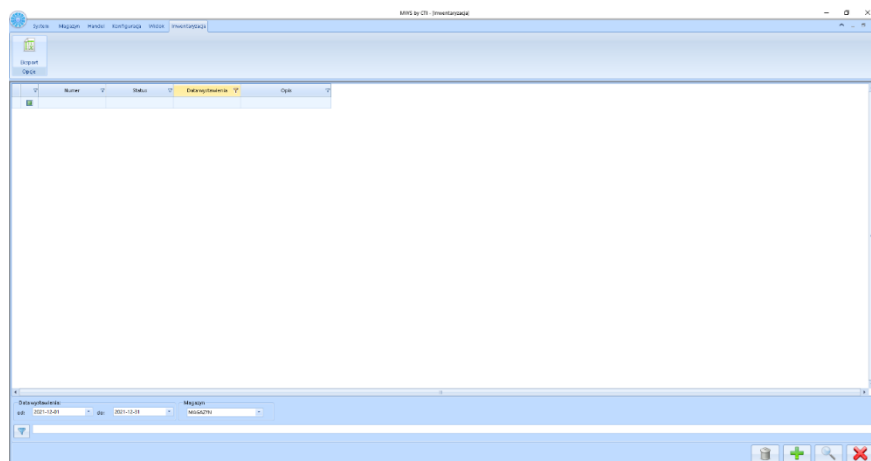 MWS by CTI - [Inwentaryzacja]
System Magazyn Handel Konfiguracja Wizion Inwentaryzacja
Eksport
Opcje
Numer Status Data wystawienia Opis
Data wystawienia: Magazyn
od: 2021-12-01 do: 2021-12-31 MAGAZYN